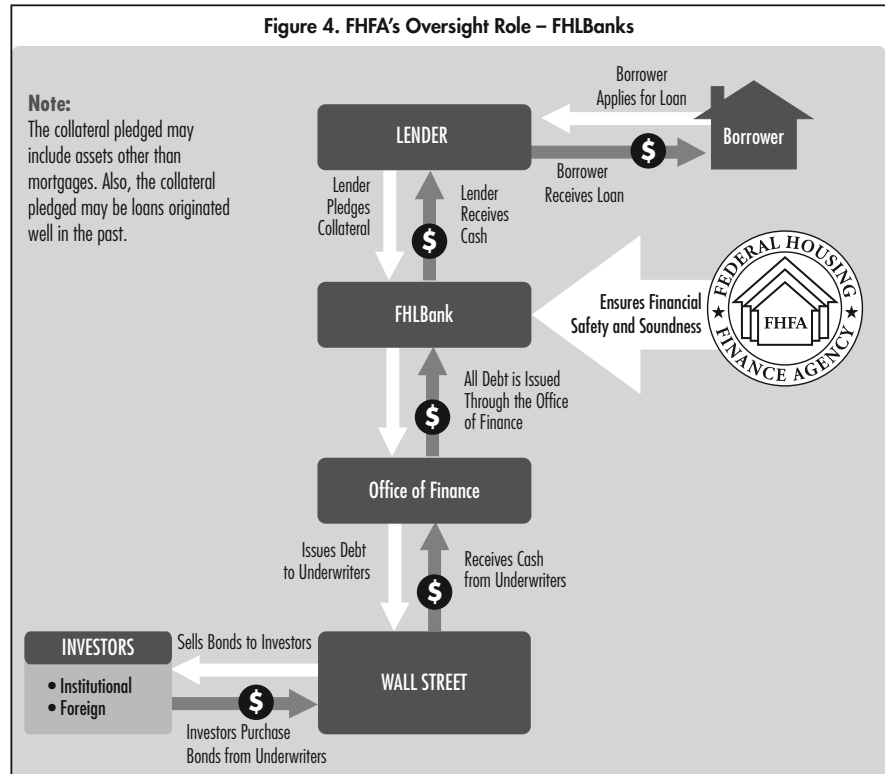 Figure 4. FHFA's Oversight Role – FHLBanks
Note:
The collateral pledged may
include assets other than
mortgages. Also, the collateral
pledged may be loans originated
well in the past.
Borrower
Applies for Loan
LENDER
$
Borrower
Borrower
Receives Loan
Lender
Pledges
Collateral
$
Lender
Receives
Cash
FHLBank
Ensures Financial
Safety and Soundness
FEDERAL HOUSING
FHFA
FINANCE AGENCY
$
All Debt is Issued
Through the Office
of Finance
Office of Finance
Issues Debt
to Underwriters
$
Receives Cash
from Underwriters
INVESTORS
• Institutional
• Foreign
Sells Bonds to Investors
$
Investors Purchase
Bonds from Underwriters
WALL STREET